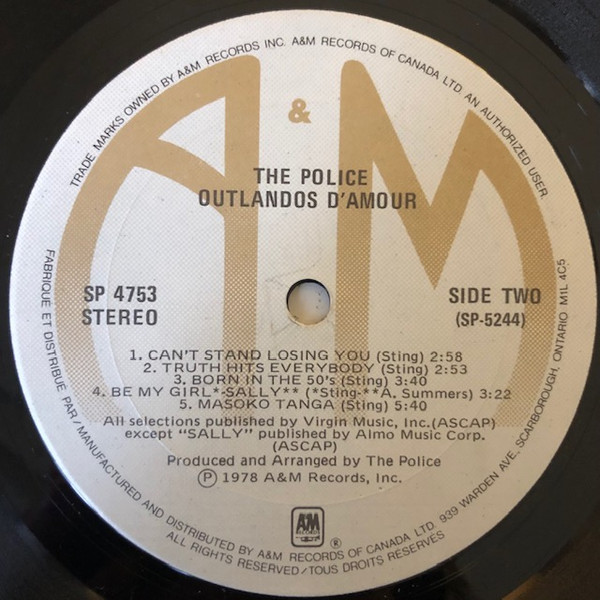 TRADE MARKS OWNED BY A&M RECORDS INC. A&M RECORDS OF CANADA LTD. AN AUTHORIZED USER.
&
THE POLICE
OUTLANDOS D'AMOUR
SP 4753
STEREO
SIDE TWO
(SP-5244)
1. CAN'T STAND LOSING YOU (Sting) 2:58
2. TRUTH HITS EVERYBODY (Sting) 2:53
3. BORN IN THE 50's (Sting) 3:40
4. BE MY GIRL*-SALLY** (*Sting-**A. Summers) 3:22
5. MASOKO TANGA (Sting) 5:40
All selections published by Virgin Music, Inc.(ASCAP)
except "SALLY" published by Almo Music Corp.
(ASCAP)
Produced and Arranged by The Police
Ⓟ 1978 A&M Records, Inc.
A&M
RECORDS
®
FABRIQUÉ ET DISTRIBUÉ PAR/MANUFACTURED AND DISTRIBUTED BY A&M RECORDS OF CANADA LTD. 939 WARDEN AVE. SCARBOROUGH, ONTARIO M1L 4C5
ALL RIGHTS RESERVED/TOUS DROITS RESERVÉS